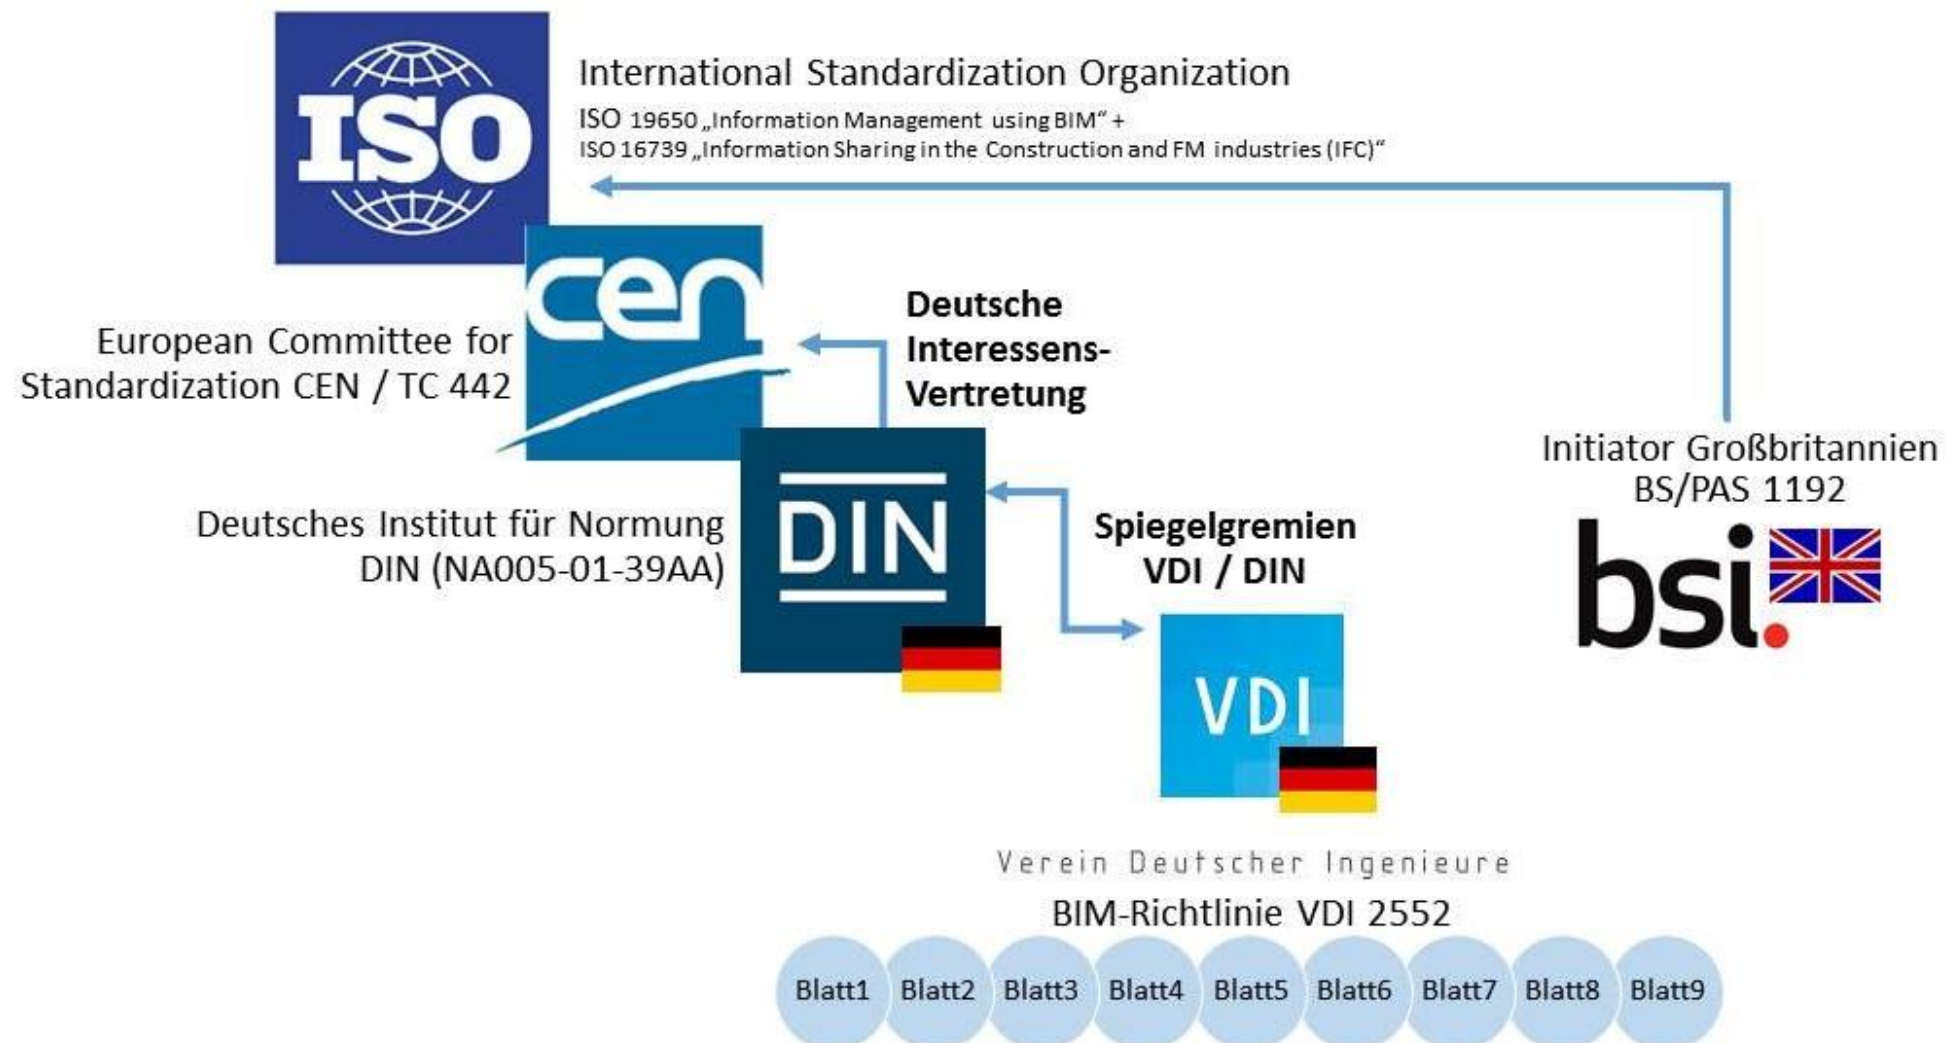 ISO
International Standardization Organization
ISO 19650 „Information Management using BIM“ +
ISO 16739 „Information Sharing in the Construction and FM industries (IFC)“
cen
European Committee for
Standardization CEN / TC 442
Deutsche
Interessens-
Vertretung
Deutsches Institut für Normung
DIN (NA005-01-39AA)
DIN
Spiegelgremien
VDI / DIN
Initiator Großbritannien
BS/PAS 1192
bsi.
VDI
Verein Deutscher Ingenieure
BIM-Richtlinie VDI 2552
Blatt1 Blatt2 Blatt3 Blatt4 Blatt5 Blatt6 Blatt7 Blatt8 Blatt9